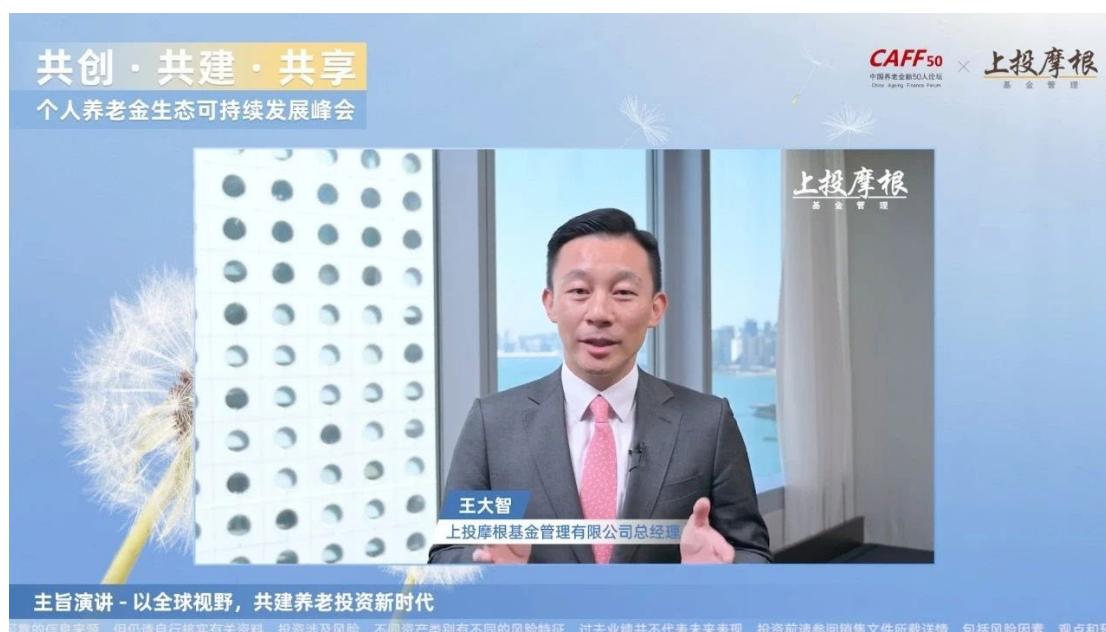 共创 · 共建 · 共享
个人养老金生态可持续发展峰会
CAFF50
中国养老金融50人论坛
China Ageing Finance Forum
×
上投摩根
基金管理
上投摩根
基金管理
王大智
上投摩根基金管理有限公司总经理
主旨演讲 - 以全球视野，共建养老投资新时代
的信息来源，但仍请自行核实有关资料。投资涉及风险，不同资产类别有不同的风险特征，过去业绩并不代表未来表现，投资前请参阅销售文件所载详情，包括风险因素，观点和